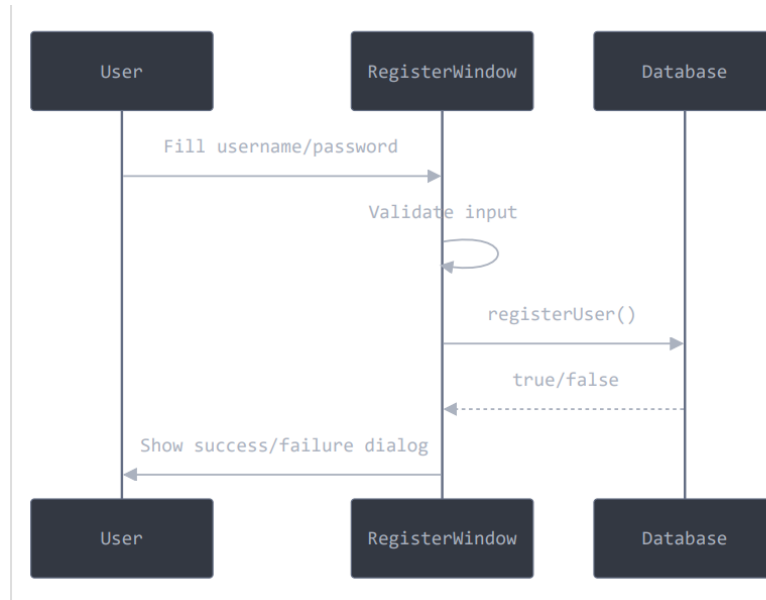 User
RegisterWindow
Database
Fill username/password
Validate input
registerUser()
true/false
Show success/failure dialog
User
RegisterWindow
Database